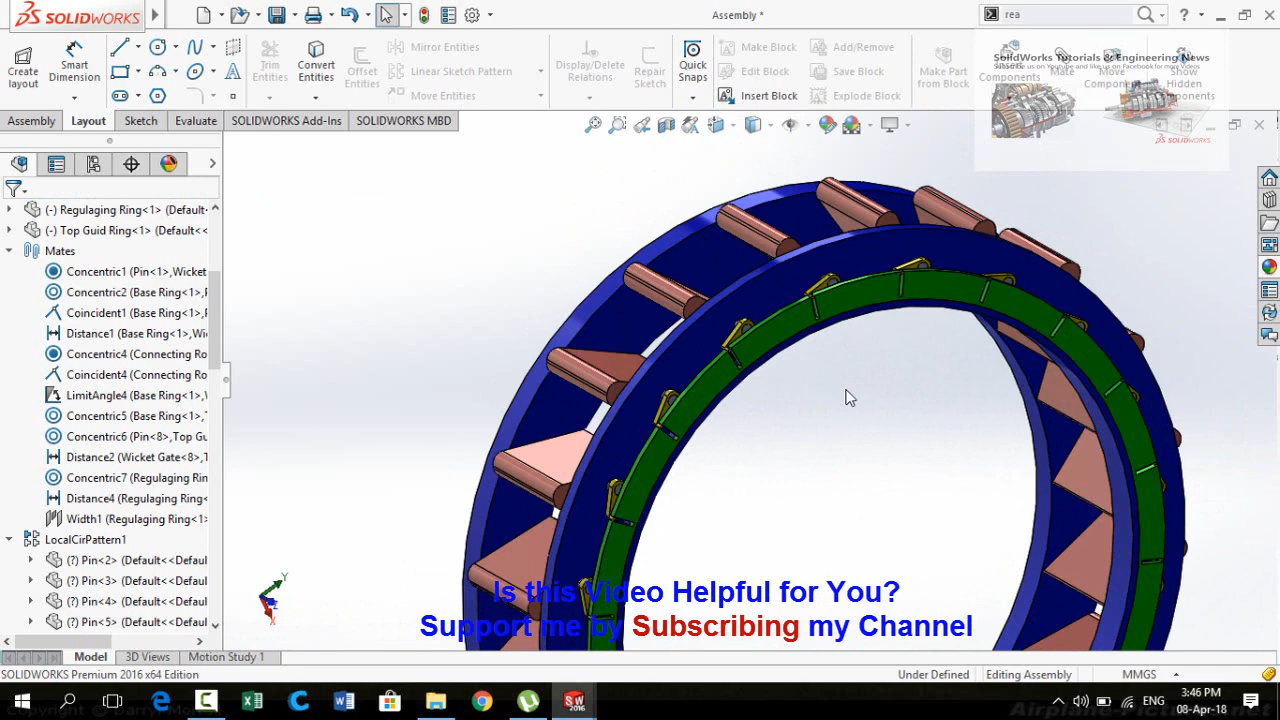 SOLIDWORKS
Assembly *
rea
Create layout
Smart Dimension
Trim Entities
Convert Entities
Offset Entities
Mirror Entities
Linear Sketch Pattern
Move Entities
Display/Delete Relations
Repair Sketch
Quick Snaps
Make Block
Edit Block
Insert Block
Add/Remove
Save Block
Explode Block
Make Part from Block
SolidWorks Tutorials & Engineering News
Components
Mate
Move
Show Hidden Components
SOLIDWORKS
Assembly
Layout
Sketch
Evaluate
SOLIDWORKS Add-Ins
SOLIDWORKS MBD
(-) Regulaging Ring<1> (Default<
(-) Top Guid Ring<1> (Default<<
Mates
Concentric1 (Pin<1>,Wicket
Concentric2 (Base Ring<1>,
Coincident1 (Base Ring<1>,
Distance1 (Base Ring<1>,Wi
Concentric4 (Connecting Ro
Coincident4 (Connecting Ro
LimitAngle4 (Base Ring<1>,
Concentric5 (Base Ring<1>,
Concentric6 (Pin<8>,Top Gu
Distance2 (Wicket Gate<8>,
Concentric7 (Regulaging Rin
Distance4 (Regulaging Ring<
Width1 (Regulaging Ring<1>
LocalCirPattern1
(?) Pin<2> (Default<<Defaul
(?) Pin<3> (Default<<Defaul
(?) Pin<4> (Default<<Defaul
(?) Pin<5> (Default<<Defaul
Y
X
Is this Video Helpful for You?
Support me by Subscribing my Channel
Model
3D Views
Motion Study 1
SOLIDWORKS Premium 2016 x64 Edition
Under Defined
Editing Assembly
MMGS
ENG
3:46 PM
08-Apr-18